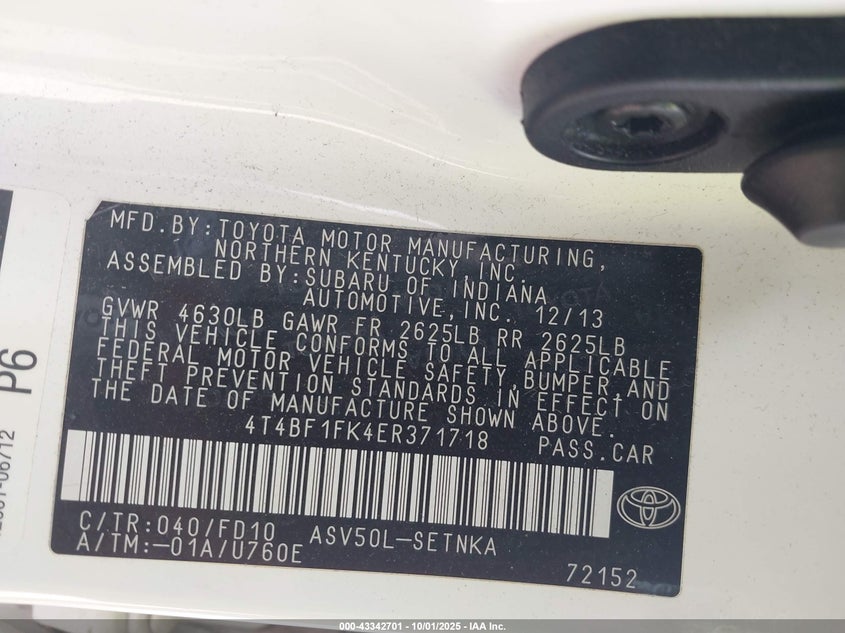 MFD.BY:TOYOTA MOTOR MANUFACTURING,
NORTHERN KENTUCKY,INC.
ASSEMBLED BY:SUBARU OF INDIANA
AUTOMOTIVE,INC. 12/13
GVWR 4630LB GAWR FR 2625LB RR 2625LB
THIS VEHICLE CONFORMS TO ALL APPLICABLE
FEDERAL MOTOR VEHICLE SAFETY,BUMPER,AND
THEFT PREVENTION STANDARDS IN EFFECT ON
THE DATE OF MANUFACTURE SHOWN ABOVE.
4T4BF1FK4ER371718 PASS.CAR
C/TR:040/FD10 ASV50L-SETNKA
A/TM:-01A/U760E
72152
P6
000-43342701 - 10/01/2025 - IAA Inc.